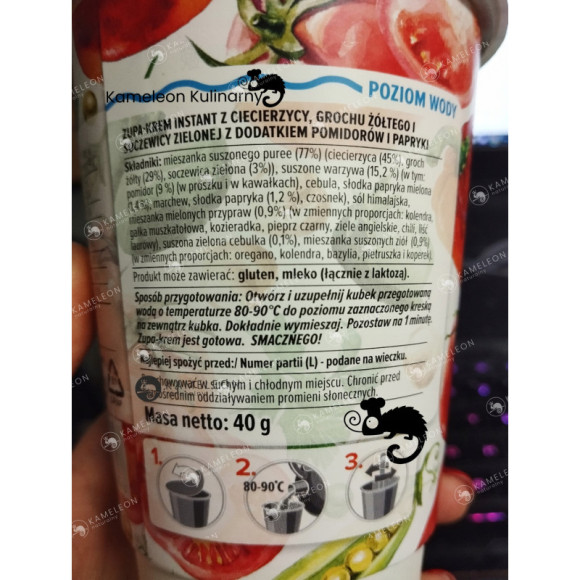 Kameleon Kulinarny
POZIOM WODY
ZUPA-KREM INSTANT Z CIECIERZYCY, GROCHU ŻÓŁTEGO I
SOCZEWICY ZIELONEJ Z DODATKIEM POMIDORÓW I PAPRYKI
Składniki: mieszanka suszonego puree (77%) (ciecierzyca (45%), groch
żółty (29%), soczewica zielona (3%)), suszone warzywa (15,2 %) (w tym:
pomidor (9 %) (w proszku i w kawałkach), cebula, słodka papryka mielona
(1,4%), marchew, słodka papryka (1,2 %), czosnek), sól himalajska,
mieszanka mielonych przypraw (0,9%) (w zmiennych proporcjach: kolendra,
gałka muszkatołowa, kozieradka, pieprz czarny, ziele angielskie, chili, liść
laurowy), suszona zielona cebulka (0,1%), mieszanka suszonych ziół (0,9%)
(w zmiennych proporcjach: oregano, kolendra, bazylia, pietruszka i koperek).
Produkt może zawierać: gluten, mleko (łącznie z laktozą).
Sposób przygotowania: Otwórz i uzupełnij kubek przegotowaną
wodą o temperaturze 80-90°C do poziomu zaznaczonego kreską
na zewnątrz kubka. Dokładnie wymieszaj. Pozostaw na 1 minutę.
Zupa-krem jest gotowa. SMACZNEGO!
Najlepiej spożyć przed:/ Numer partii (L) - podane na wieczku.
w suchym i chłodnym miejscu. Chronić przed
oddziaływaniem promieni słonecznych.
Masa netto: 40 g
1. 2. 3.
80-90°C
KAMELEON
naturalny